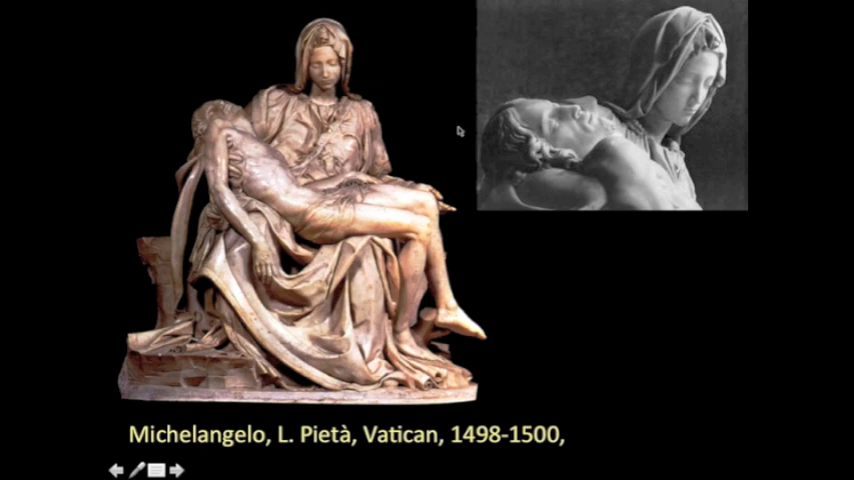 Michelangelo, L. Pietà, Vatican, 1498-1500,